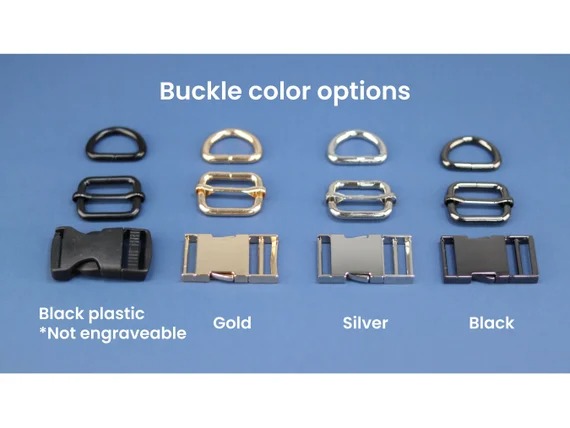 Buckle color options
Black plastic
*Not engraveable
Gold
Silver
Black